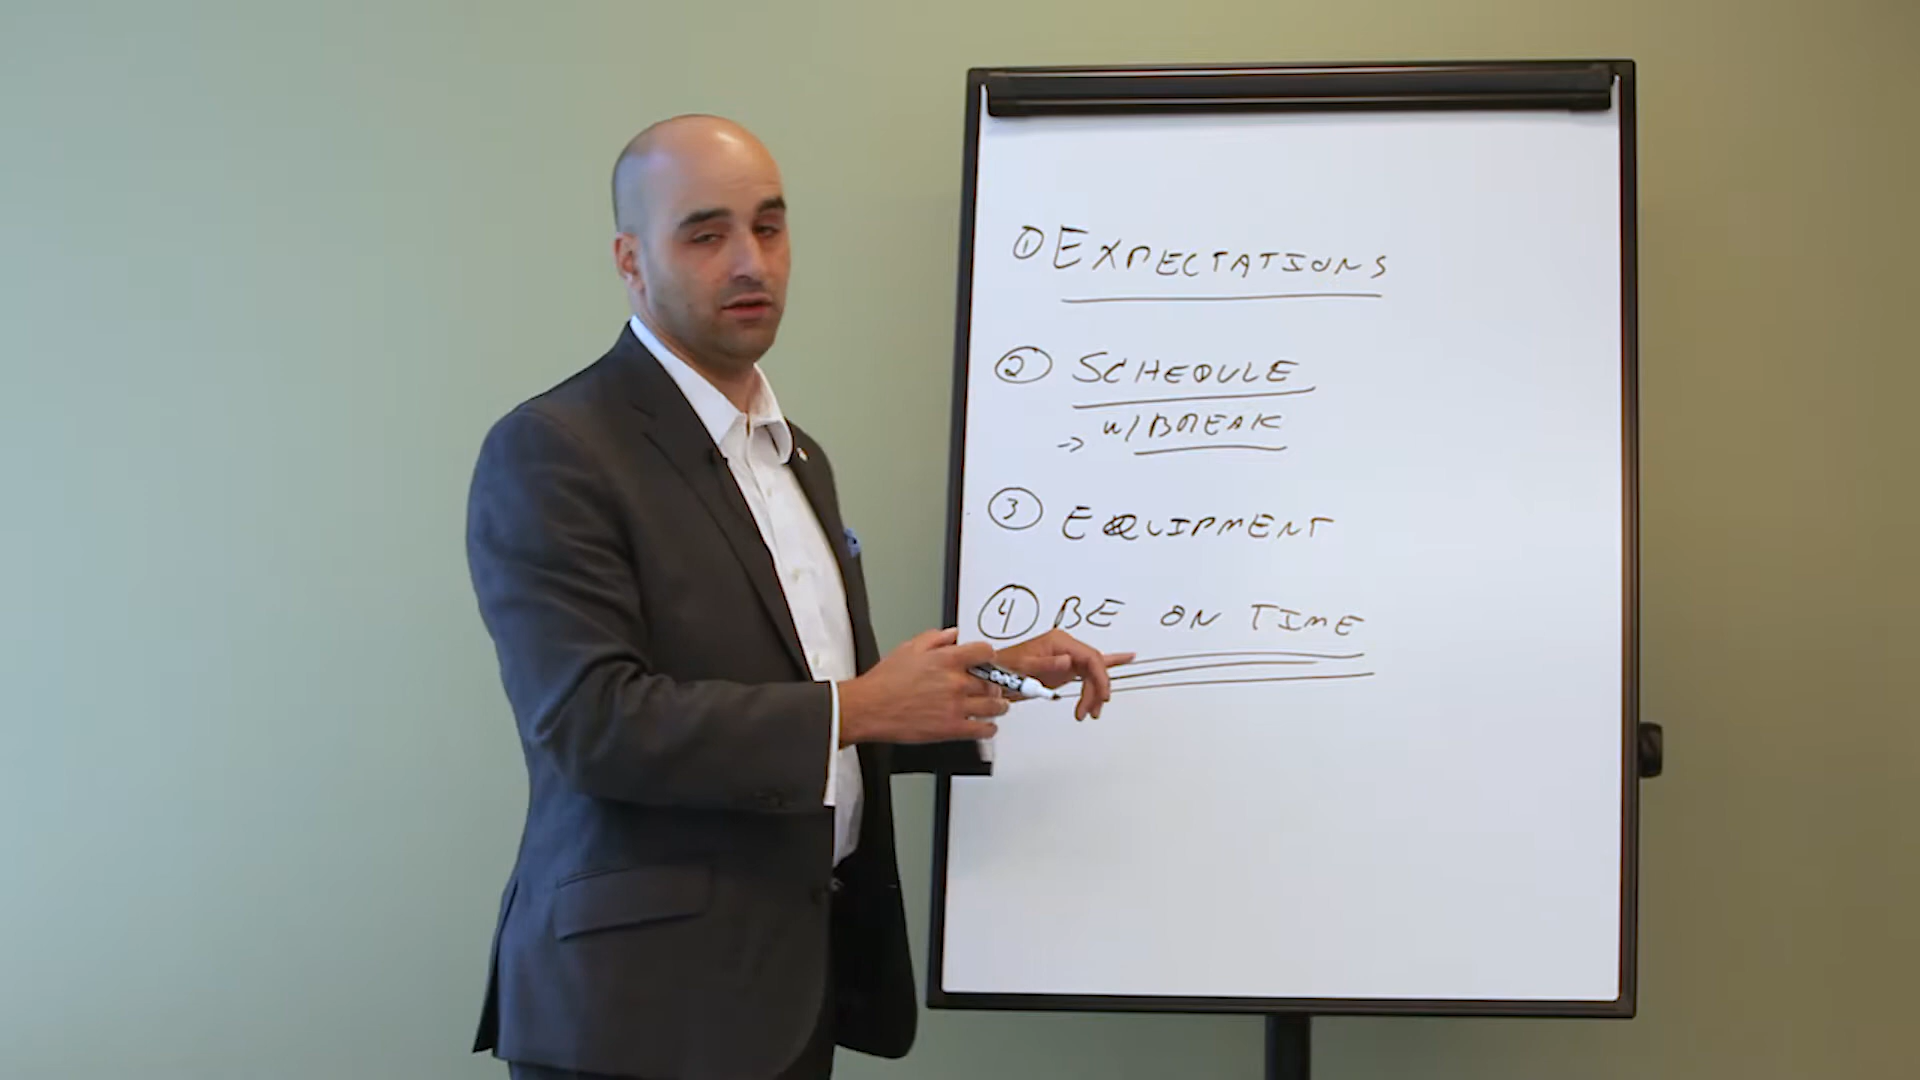 ① EXPECTATIONS
② SCHEDULE
→ W/BREAK
③ EQUIPMENT
④ BE ON TIME